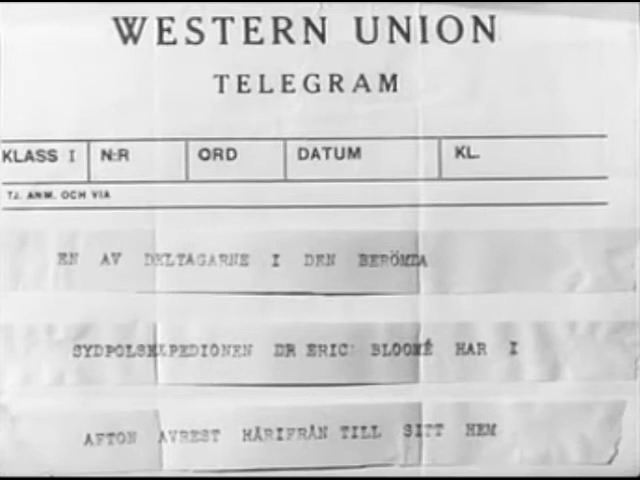 WESTERN UNION
TELEGRAM
KLASS I N:R ORD DATUM KL.
TJ. ANM. OCH VIA
EN AV DELTAGARNE I DEN BERÖMDA
SYDPOLSEXPEDIONEN DR ERIC BLOOMÉ HAR I
AFTON AVREST HÄRIFRÅN TILL SITT HEM